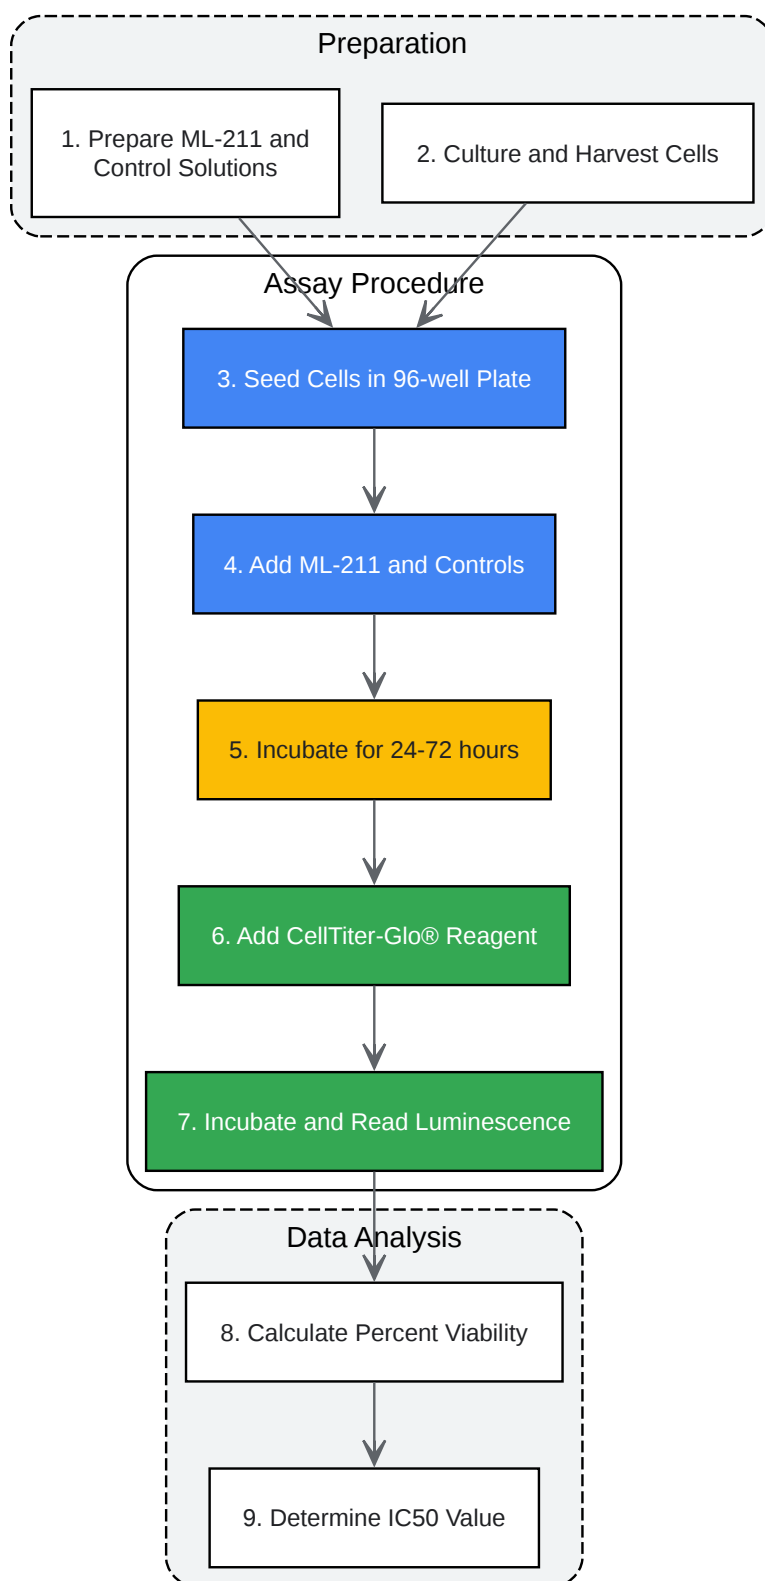 Preparation
1. Prepare ML-211 and
Control Solutions
2. Culture and Harvest Cells
Assay Procedure
3. Seed Cells in 96-well Plate
4. Add ML-211 and Controls
5. Incubate for 24-72 hours
6. Add CellTiter-Glo® Reagent
7. Incubate and Read Luminescence
Data Analysis
8. Calculate Percent Viability
9. Determine IC50 Value